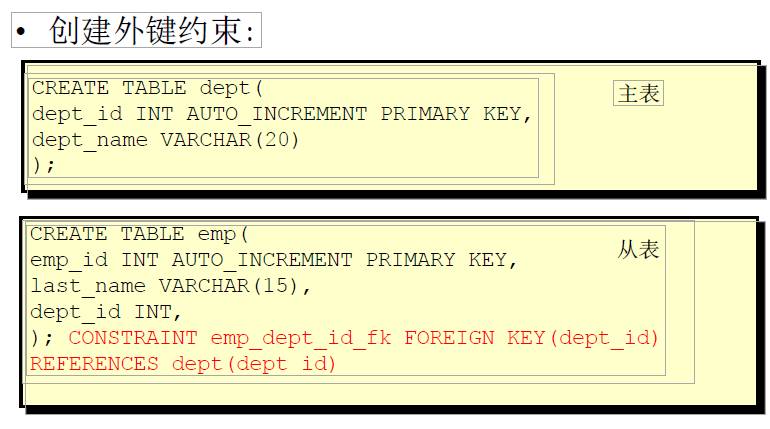 • 创建外键约束:
CREATE TABLE dept(
dept_id INT AUTO_INCREMENT PRIMARY KEY,
dept_name VARCHAR(20)
);
主表
CREATE TABLE emp(
emp_id INT AUTO_INCREMENT PRIMARY KEY,
last_name VARCHAR(15),
dept_id INT,
); CONSTRAINT emp_dept_id_fk FOREIGN KEY(dept_id)
REFERENCES dept(dept id)
从表